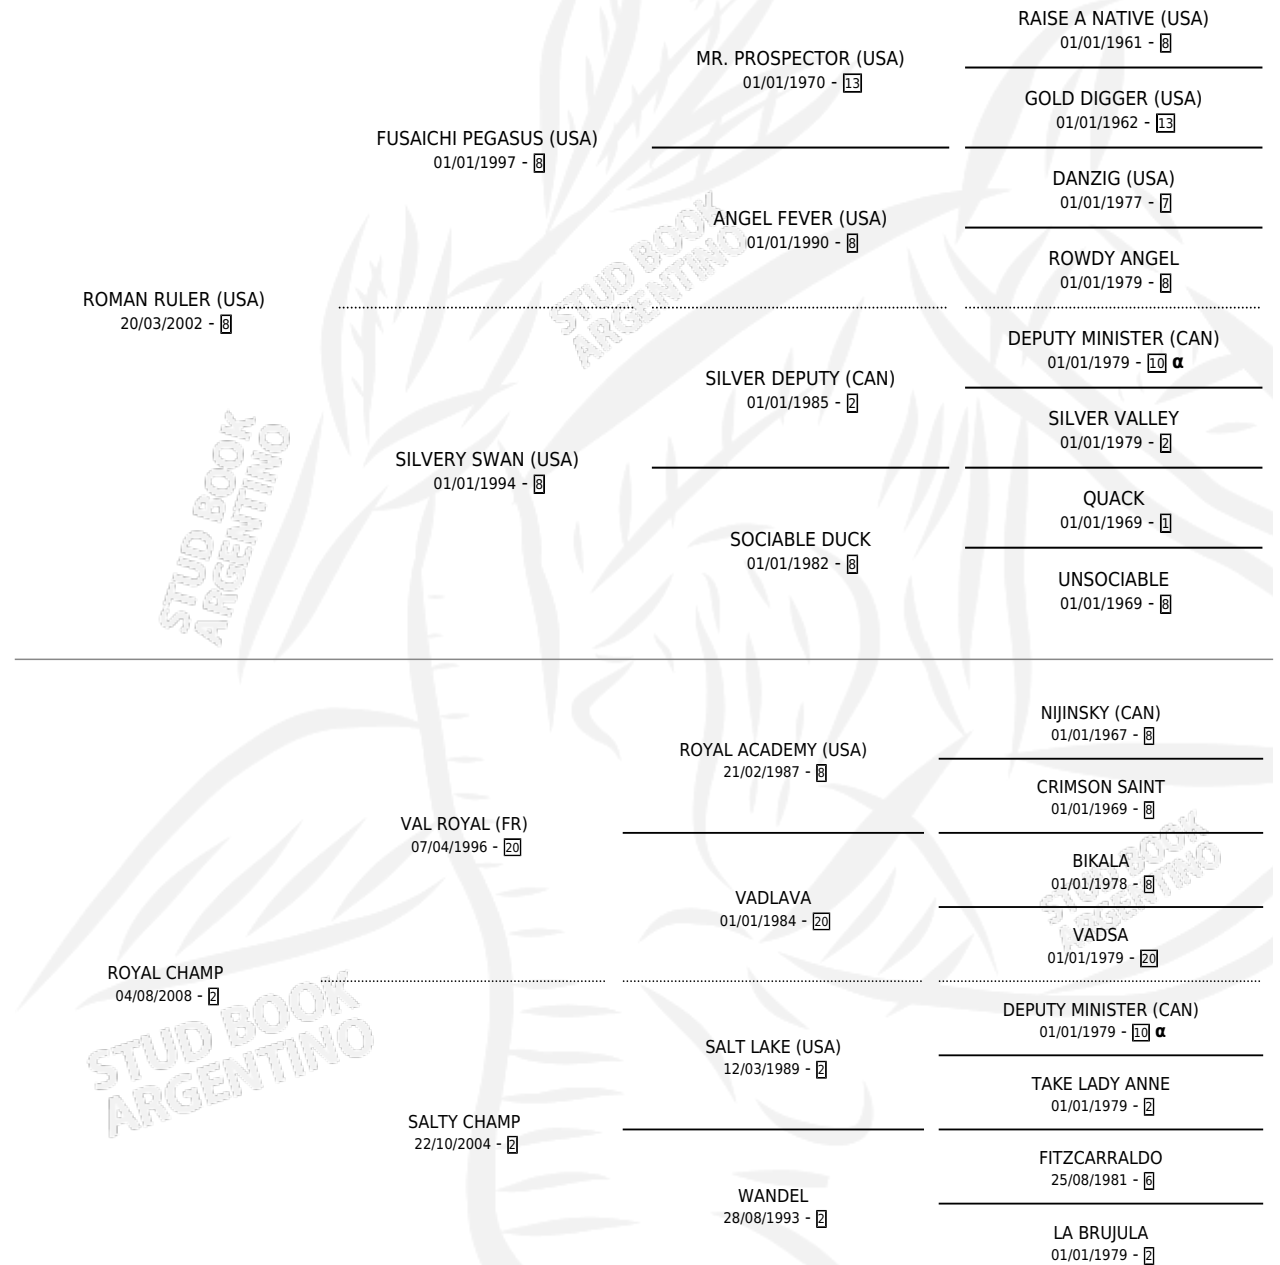 RAISE A NATIVE (USA)
01/01/1961 - 8
MR. PROSPECTOR (USA)
01/01/1970 - 13
GOLD DIGGER (USA)
01/01/1962 - 13
FUSAICHI PEGASUS (USA)
01/01/1997 - 8
DANZIG (USA)
01/01/1977 - 7
ANGEL FEVER (USA)
01/01/1990 - 8
ROWDY ANGEL
01/01/1979 - 8
ROMAN RULER (USA)
20/03/2002 - 8
DEPUTY MINISTER (CAN)
01/01/1979 - 10 α
SILVER DEPUTY (CAN)
01/01/1985 - 2
SILVER VALLEY
01/01/1979 - 2
SILVERY SWAN (USA)
01/01/1994 - 8
QUACK
01/01/1969 - 1
SOCIABLE DUCK
01/01/1982 - 8
UNSOCIABLE
01/01/1969 - 8
NIJINSKY (CAN)
01/01/1967 - 8
ROYAL ACADEMY (USA)
21/02/1987 - 8
CRIMSON SAINT
01/01/1969 - 8
VAL ROYAL (FR)
07/04/1996 - 20
BIKALA
01/01/1978 - 8
VADLAVA
01/01/1984 - 20
VADSA
01/01/1979 - 20
ROYAL CHAMP
04/08/2008 - 2
DEPUTY MINISTER (CAN)
01/01/1979 - 10 α
SALT LAKE (USA)
12/03/1989 - 2
TAKE LADY ANNE
01/01/1979 - 2
SALTY CHAMP
22/10/2004 - 2
FITZCARRALDO
25/08/1981 - 6
WANDEL
28/08/1993 - 2
LA BRUJULA
01/01/1979 - 2
STUD BOOK
ARGENTINO
STUD BOOK
ARGENTINO
STUD BOOK
ARGENTINO
STUD BOOK
ARGENTINO